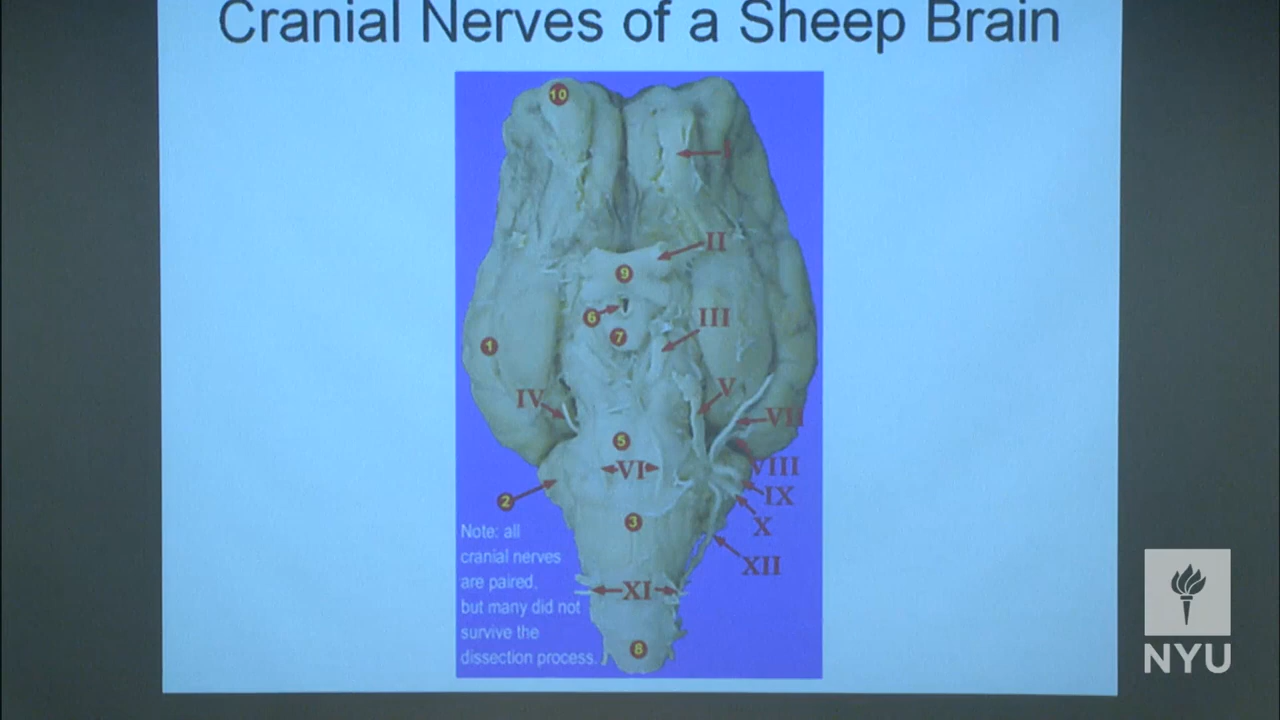 Cranial Nerves of a Sheep Brain
10
I
II
9
6
III
7
1
IV
V
VII
5
VI
VIII
2
IX
3
X
XII
XI
8
Note: all
cranial nerves
are paired,
but many did not
survive the
dissection process.
NYU